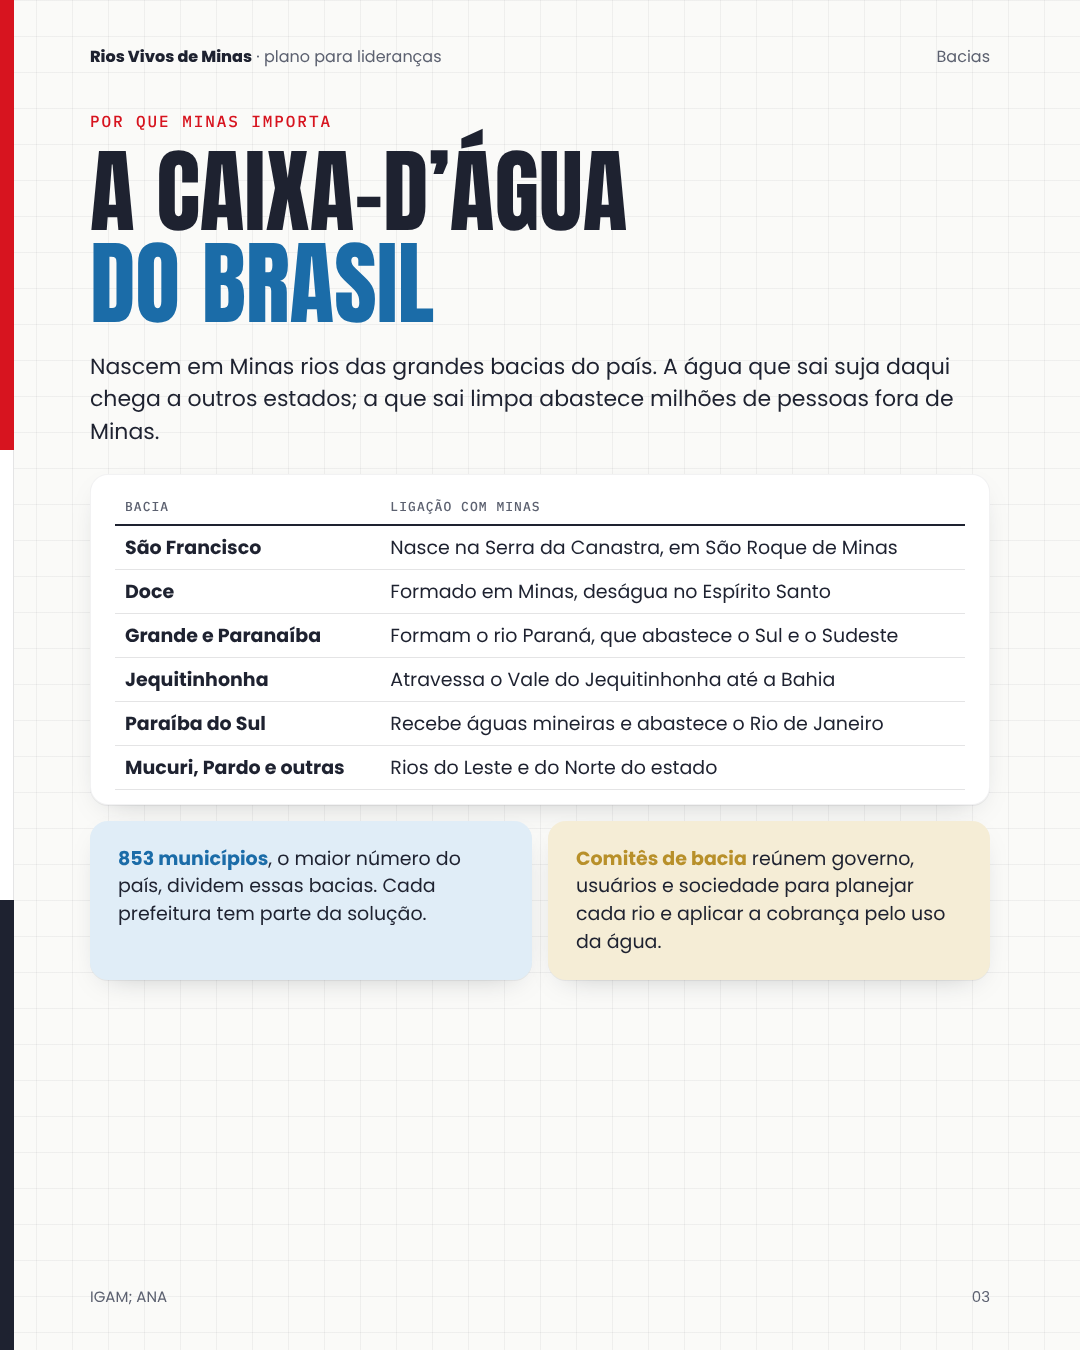 Rios Vivos de Minas · plano para lideranças
Bacias
POR QUE MINAS IMPORTA
A CAIXA-D’ÁGUA
DO BRASIL
Nascem em Minas rios das grandes bacias do país. A água que sai suja daqui
chega a outros estados; a que sai limpa abastece milhões de pessoas fora de
Minas.
BACIA LIGAÇÃO COM MINAS
São Francisco Nasce na Serra da Canastra, em São Roque de Minas
Doce Formado em Minas, deságua no Espírito Santo
Grande e Paranaíba Formam o rio Paraná, que abastece o Sul e o Sudeste
Jequitinhonha Atravessa o Vale do Jequitinhonha até a Bahia
Paraíba do Sul Recebe águas mineiras e abastece o Rio de Janeiro
Mucuri, Pardo e outras Rios do Leste e do Norte do estado
853 municípios, o maior número do
país, dividem essas bacias. Cada
prefeitura tem parte da solução.
Comitês de bacia reúnem governo,
usuários e sociedade para planejar
cada rio e aplicar a cobrança pelo uso
da água.
IGAM; ANA
03